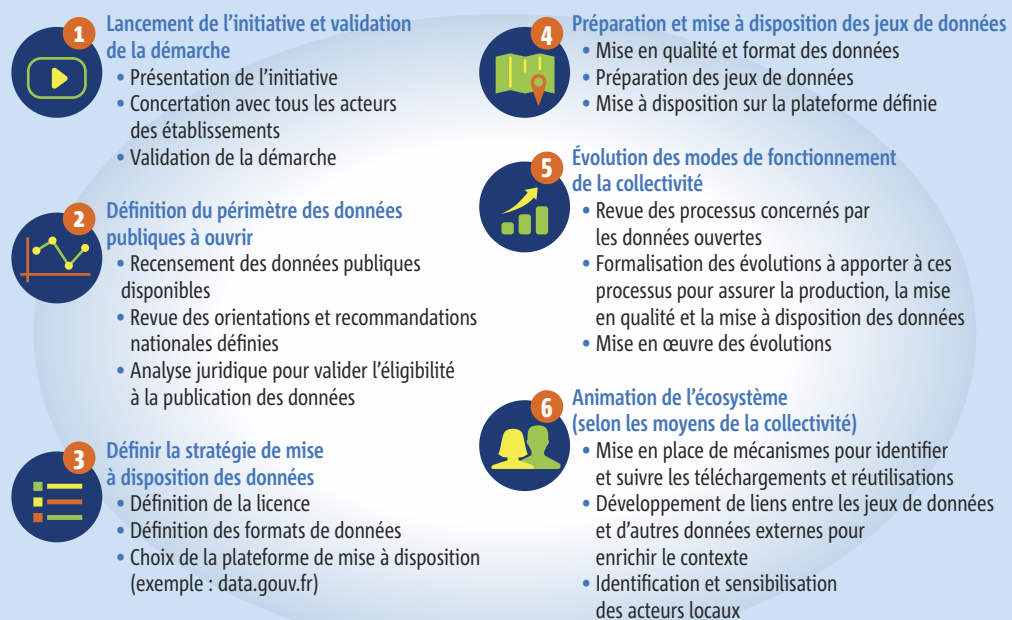 1
Lancement de l’initiative et validation
de la démarche
• Présentation de l’initiative
• Concertation avec tous les acteurs
des établissements
• Validation de la démarche
2
Définition du périmètre des données
publiques à ouvrir
• Recensement des données publiques
disponibles
• Revue des orientations et recommandations
nationales définies
• Analyse juridique pour valider l’éligibilité
à la publication des données
3
Définir la stratégie de mise
à disposition des données
• Définition de la licence
• Définition des formats de données
• Choix de la plateforme de mise à disposition
(exemple : data.gouv.fr)
4
Préparation et mise à disposition des jeux de données
• Mise en qualité et format des données
• Préparation des jeux de données
• Mise à disposition sur la plateforme définie
5
Évolution des modes de fonctionnement
de la collectivité
• Revue des processus concernés par
les données ouvertes
• Formalisation des évolutions à apporter à ces
processus pour assurer la production, la mise
en qualité et la mise à disposition des données
• Mise en œuvre des évolutions
6
Animation de l’écosystème
(selon les moyens de la collectivité)
• Mise en place de mécanismes pour identifier
et suivre les téléchargements et réutilisations
• Développement de liens entre les jeux de données
et d’autres données externes pour
enrichir le contexte
• Identification et sensibilisation
des acteurs locaux